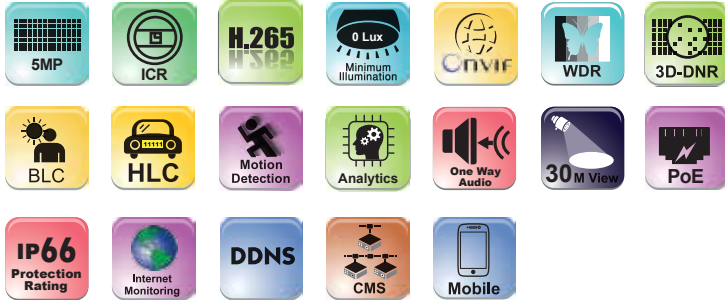 5MP
ICR
H.265
0 Lux
Minimum
Illumination
Onvif
WDR
3D-DNR
BLC
11111
HLC
Motion
Detection
Analytics
One Way
Audio
30M View
PoE
IP66
Protection
Rating
Internet
Monitoring
DDNS
CMS
Mobile